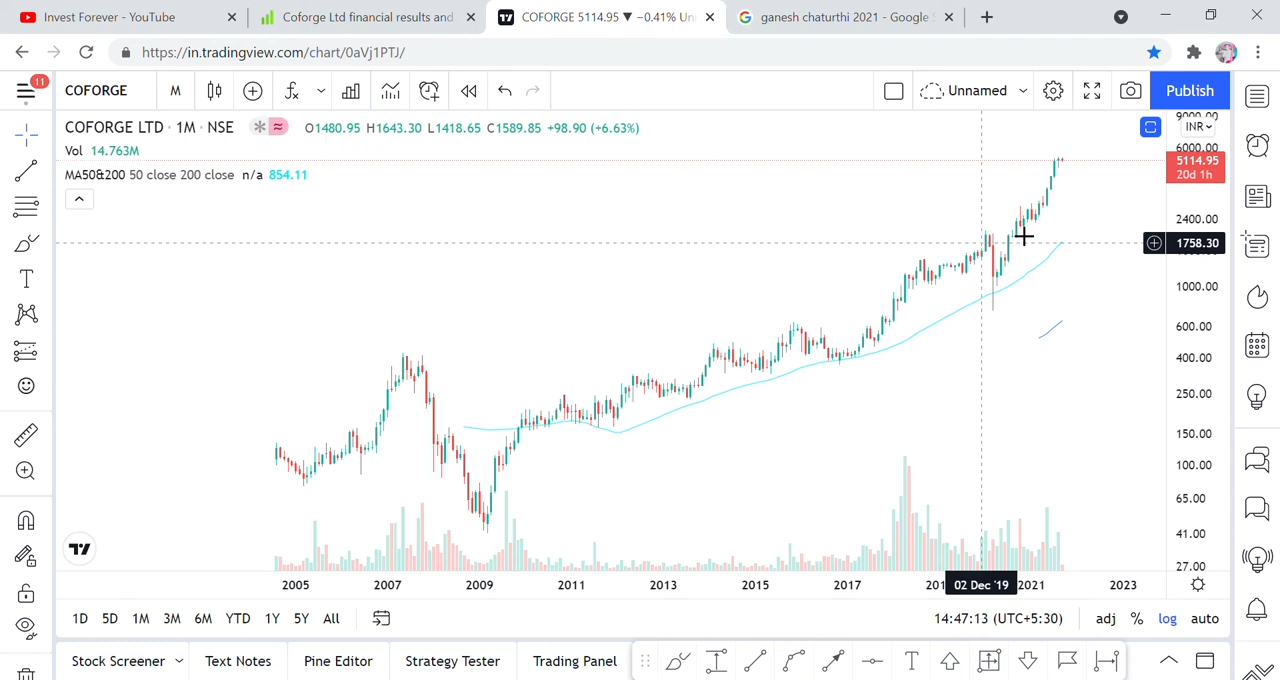 Invest Forever - YouTube
Coforge Ltd financial results and
COFORGE 5114.95 ▼ −0.41% Un
ganesh chaturthi 2021 - Google S
https://in.tradingview.com/chart/0aVj1PTJ/
11
COFORGE
M
Unnamed
Publish
COFORGE LTD · 1M · NSE
O1480.95 H1643.30 L1418.65 C1589.85 +98.90 (+6.63%)
Vol 14.763M
MA50&200 50 close 200 close n/a 854.11
9000.00
INR
6000.00
5114.95
20d 1h
2400.00
1758.30
1000.00
600.00
400.00
250.00
150.00
100.00
65.00
41.00
27.00
2005 2007 2009 2011 2013 2015 2017 02 Dec '19 2021 2023
1D 5D 1M 3M 6M YTD 1Y 5Y All
14:47:13 (UTC+5:30) adj % log auto
Stock Screener Text Notes Pine Editor Strategy Tester Trading Panel